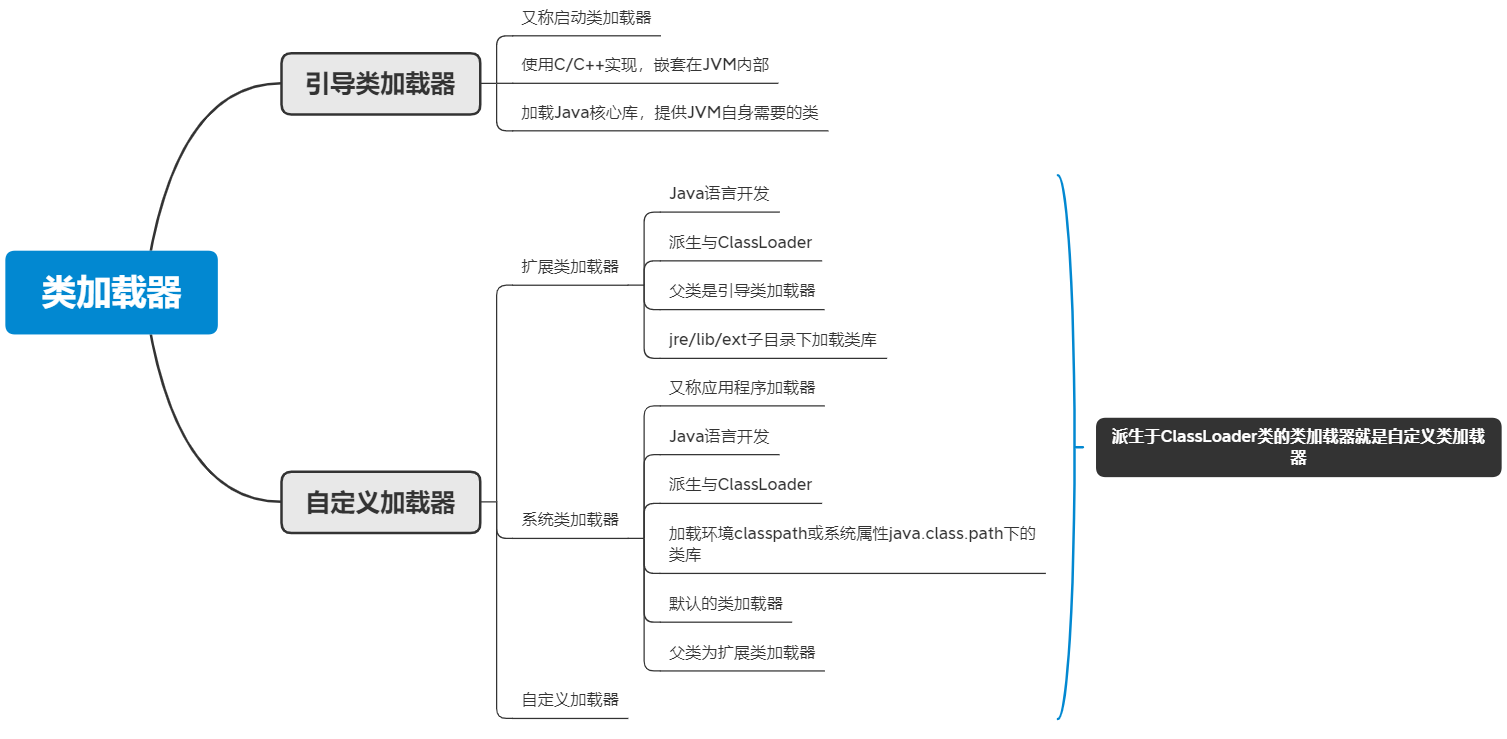 类加载器
引导类加载器
又称启动类加载器
使用C/C++实现，嵌套在JVM内部
加载Java核心库，提供JVM自身需要的类
自定义加载器
扩展类加载器
Java语言开发
派生与ClassLoader
父类是引导类加载器
jre/lib/ext子目录下加载类库
系统类加载器
又称应用程序加载器
Java语言开发
派生与ClassLoader
加载环境classpath或系统属性java.class.path下的
类库
默认的类加载器
父类为扩展类加载器
自定义加载器
派生于ClassLoader类的类加载器就是自定义类加载
器